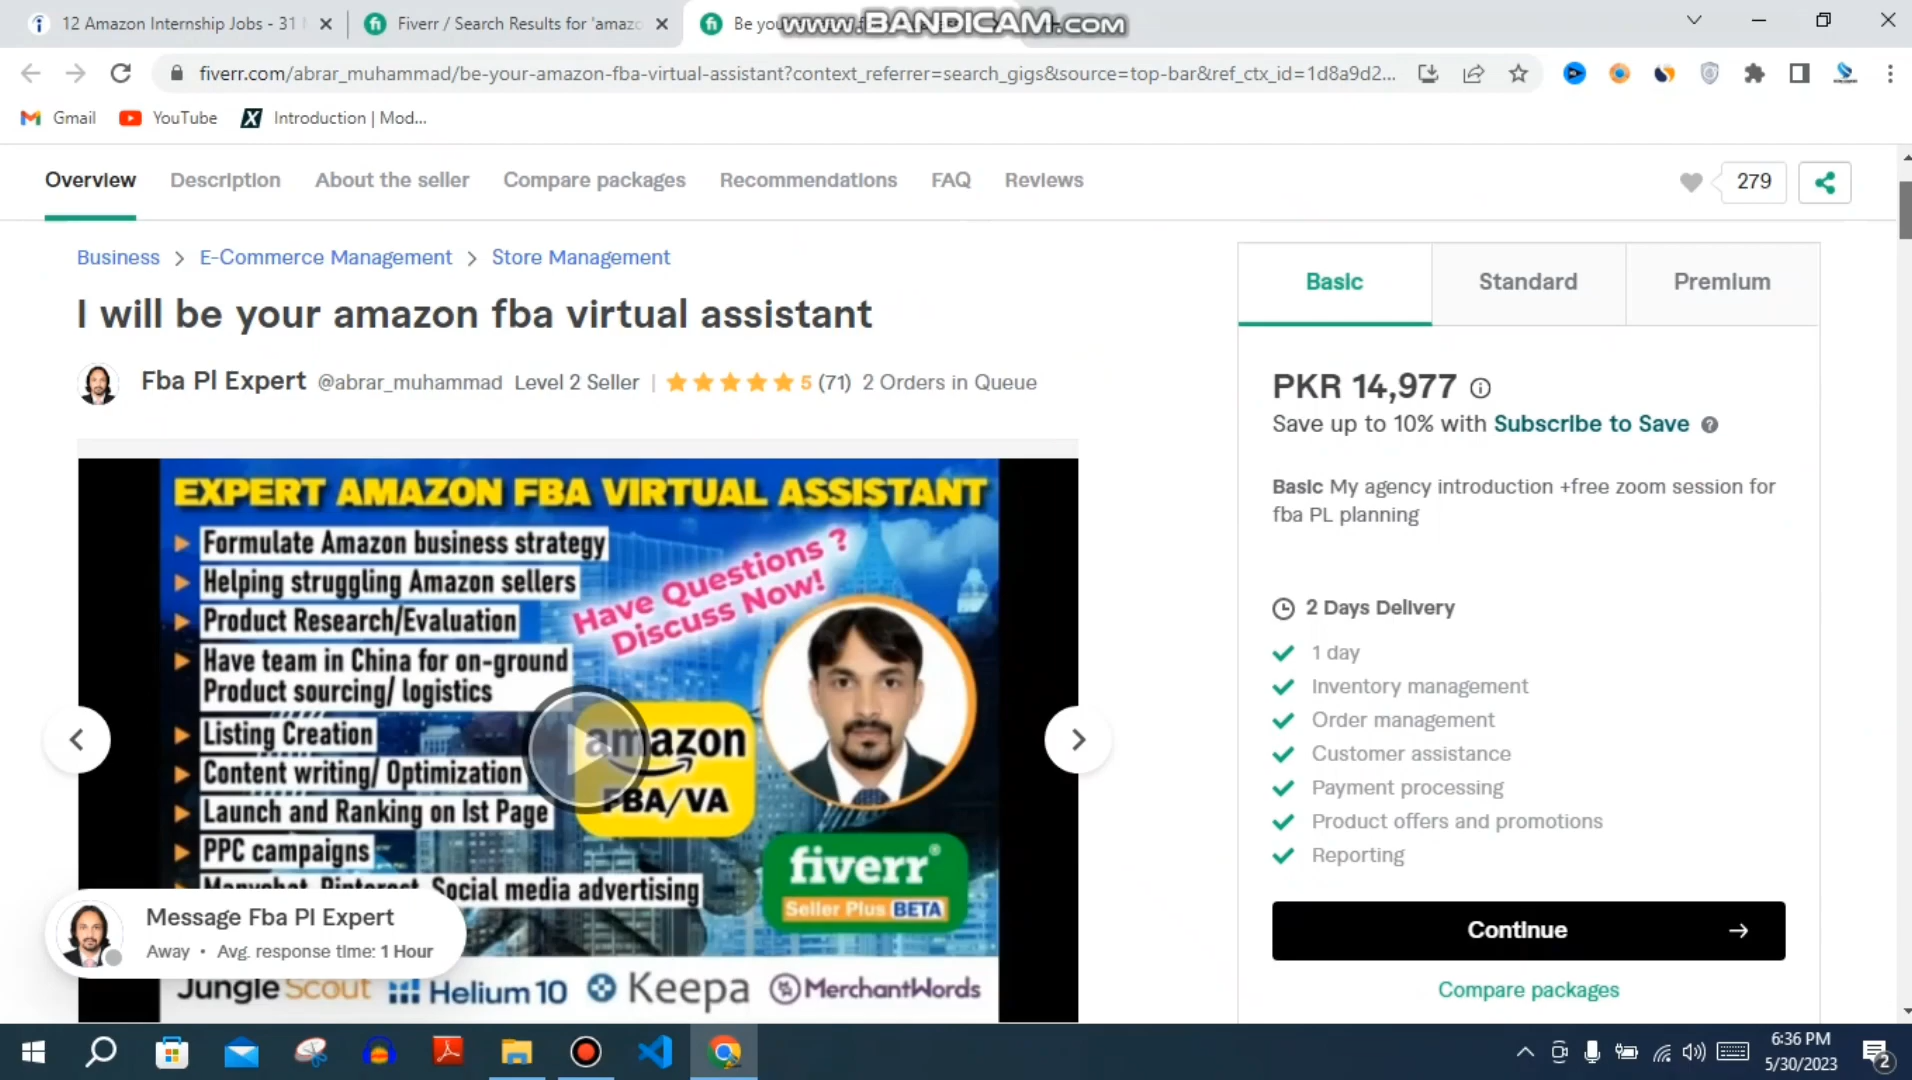 12 Amazon Internship Jobs - 31
Fiverr / Search Results for 'amazo
Be you
www.BANDICAM.com
fiverr.com/abrar_muhammad/be-your-amazon-fba-virtual-assistant?context_referrer=search_gigs&source=top-bar&ref_ctx_id=1d8a9d2...
Gmail
YouTube
Introduction | Mod...
Overview
Description
About the seller
Compare packages
Recommendations
FAQ
Reviews
279
Business > E-Commerce Management > Store Management
I will be your amazon fba virtual assistant
Fba Pl Expert @abrar_muhammad Level 2 Seller | 5 (71) 2 Orders in Queue
EXPERT AMAZON FBA VIRTUAL ASSISTANT
Formulate Amazon business strategy
Helping struggling Amazon sellers
Product Research/Evaluation
Have team in China for on-ground
Product sourcing/ logistics
Listing Creation
Content writing/ Optimization
Launch and Ranking on Ist Page
PPC campaigns
Manychat, Pinterest, Social media advertising
Have Questions ?
Discuss Now!
amazon
FBA/VA
fiverr®
Seller Plus BETA
Message Fba Pl Expert
Away • Avg. response time: 1 Hour
Jungle Scout
Helium 10
Keepa
MerchantWords
Basic
Standard
Premium
PKR 14,977
Save up to 10% with Subscribe to Save
Basic My agency introduction +free zoom session for
fba PL planning
2 Days Delivery
1 day
Inventory management
Order management
Customer assistance
Payment processing
Product offers and promotions
Reporting
Continue
Compare packages
6:36 PM
5/30/2023
2